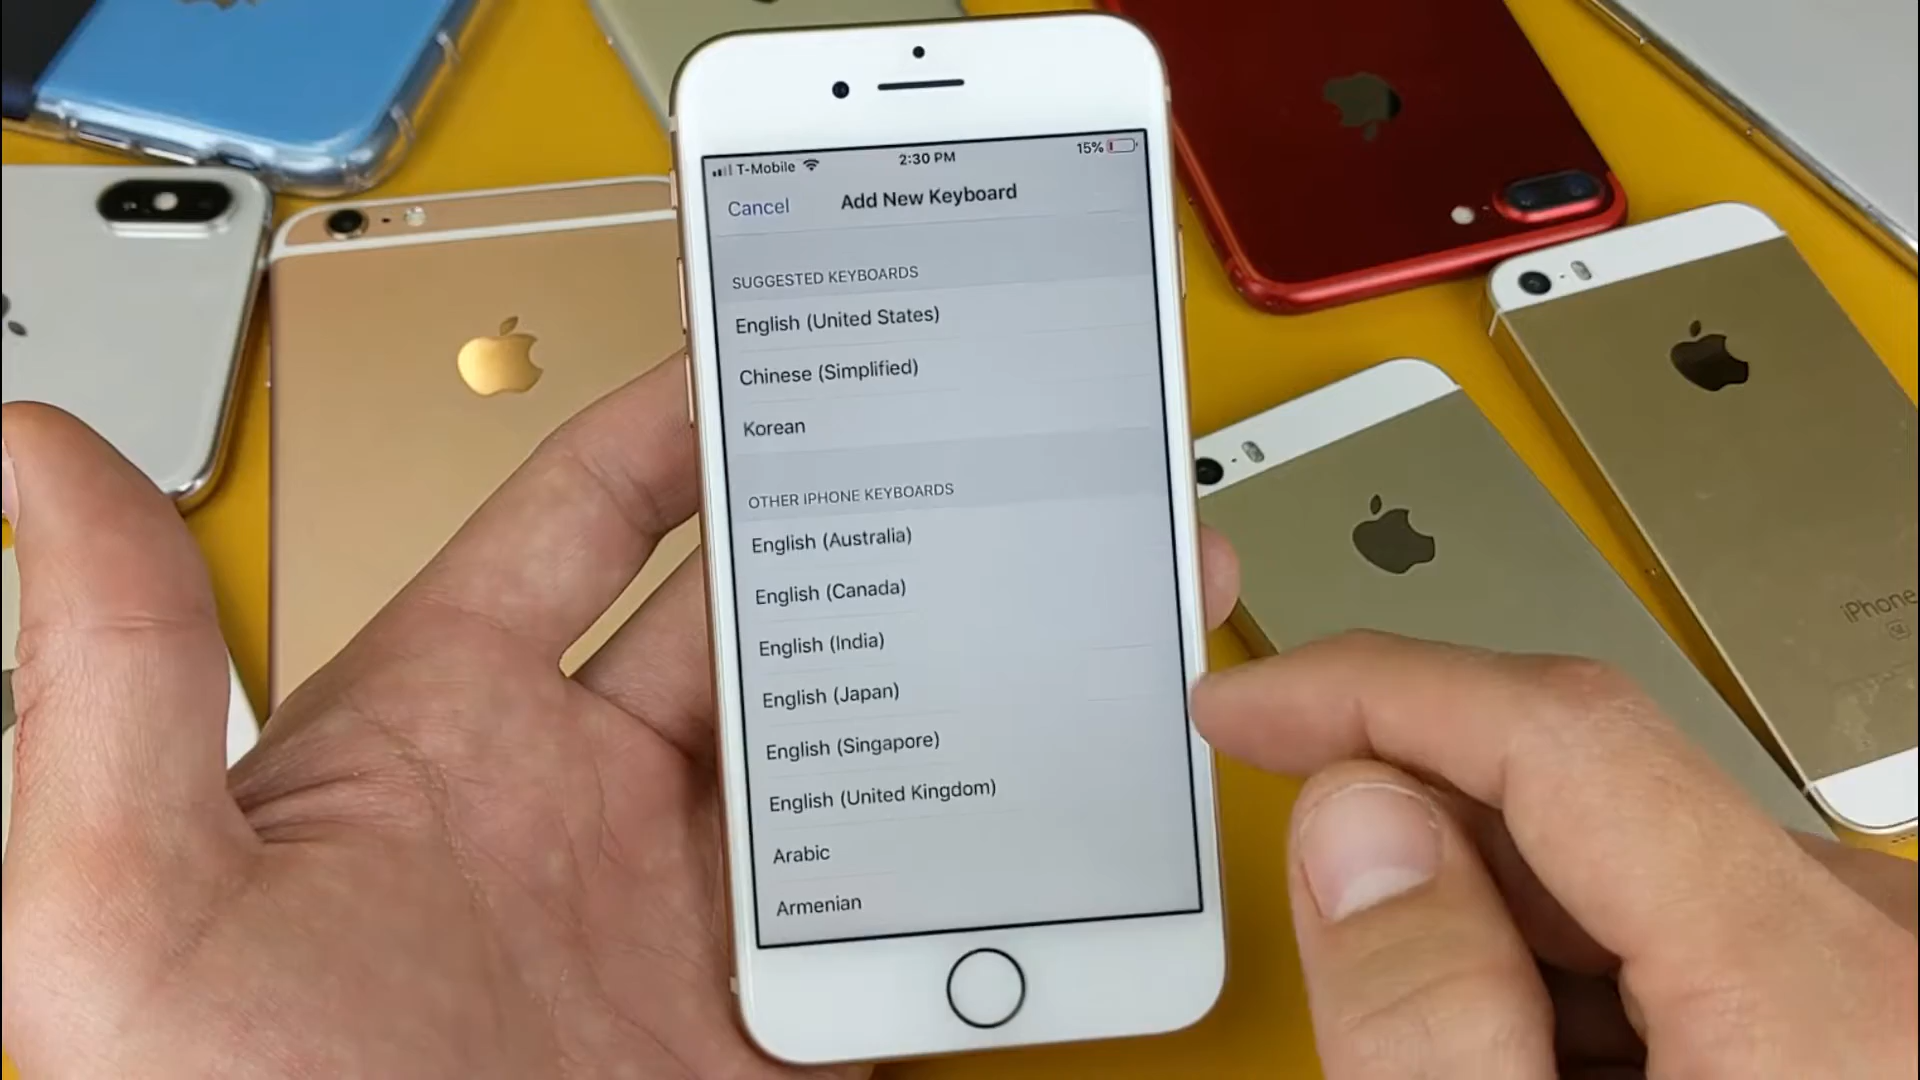 T-Mobile 2:30 PM 15%
Cancel Add New Keyboard
SUGGESTED KEYBOARDS
English (United States)
Chinese (Simplified)
Korean
OTHER IPHONE KEYBOARDS
English (Australia)
English (Canada)
English (India)
English (Japan)
English (Singapore)
English (United Kingdom)
Arabic
Armenian
iPhone
SE